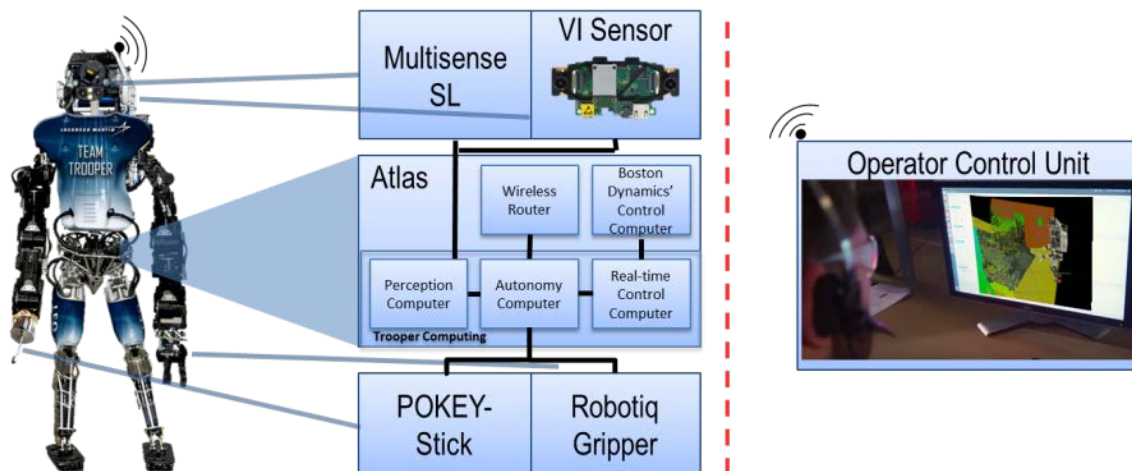 LOCKHEED MARTIN
TEAM
TROOPER
Multisense
SL
VI Sensor
Atlas
Wireless
Router
Boston
Dynamics'
Control
Computer
Perception
Computer
Autonomy
Computer
Real-time
Control
Computer
Trooper Computing
POKEY-
Stick
Robotiq
Gripper
Operator Control Unit